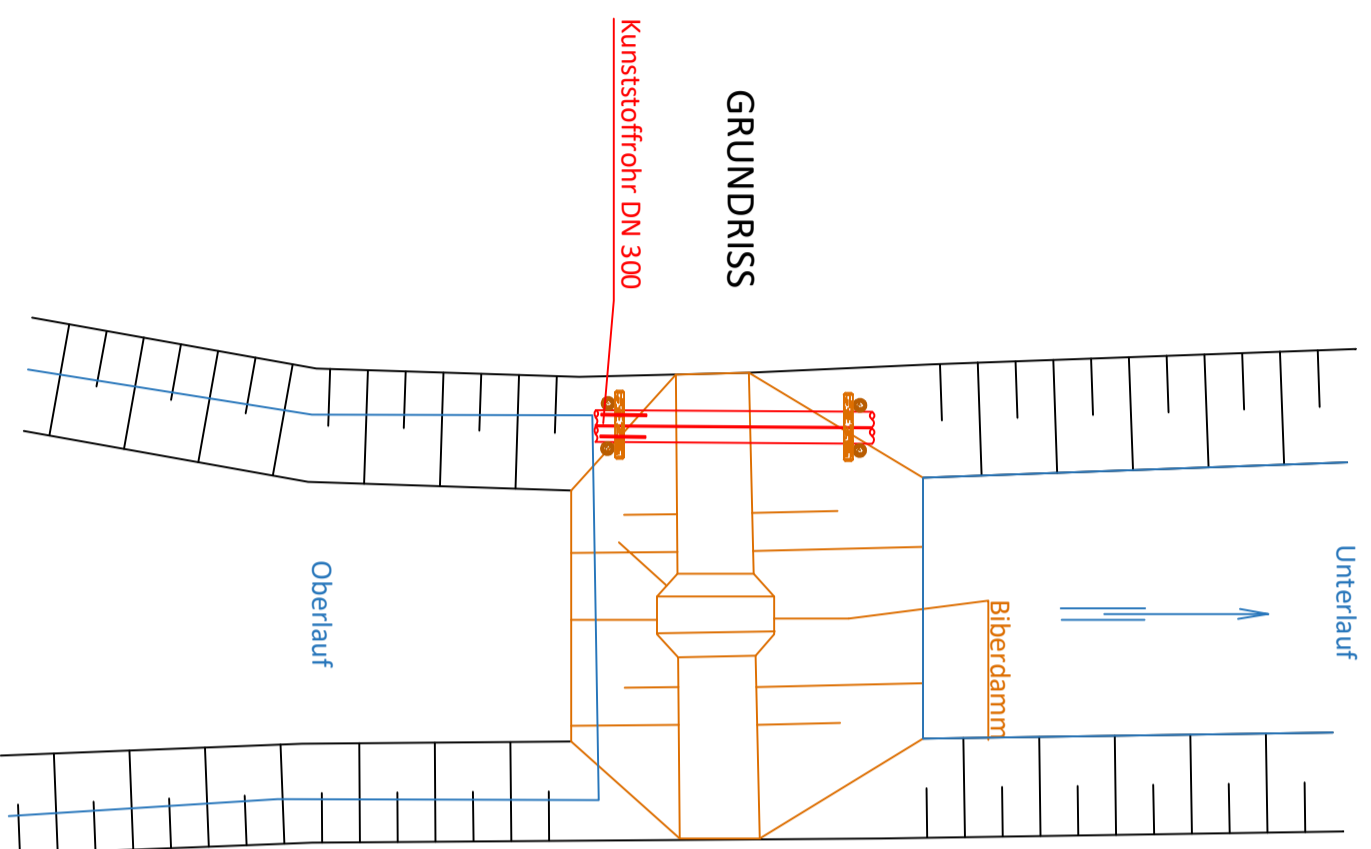 GRUNDRISS
Kunststoffrohr DN 300
Unterlauf
Biberdamm
Oberlauf